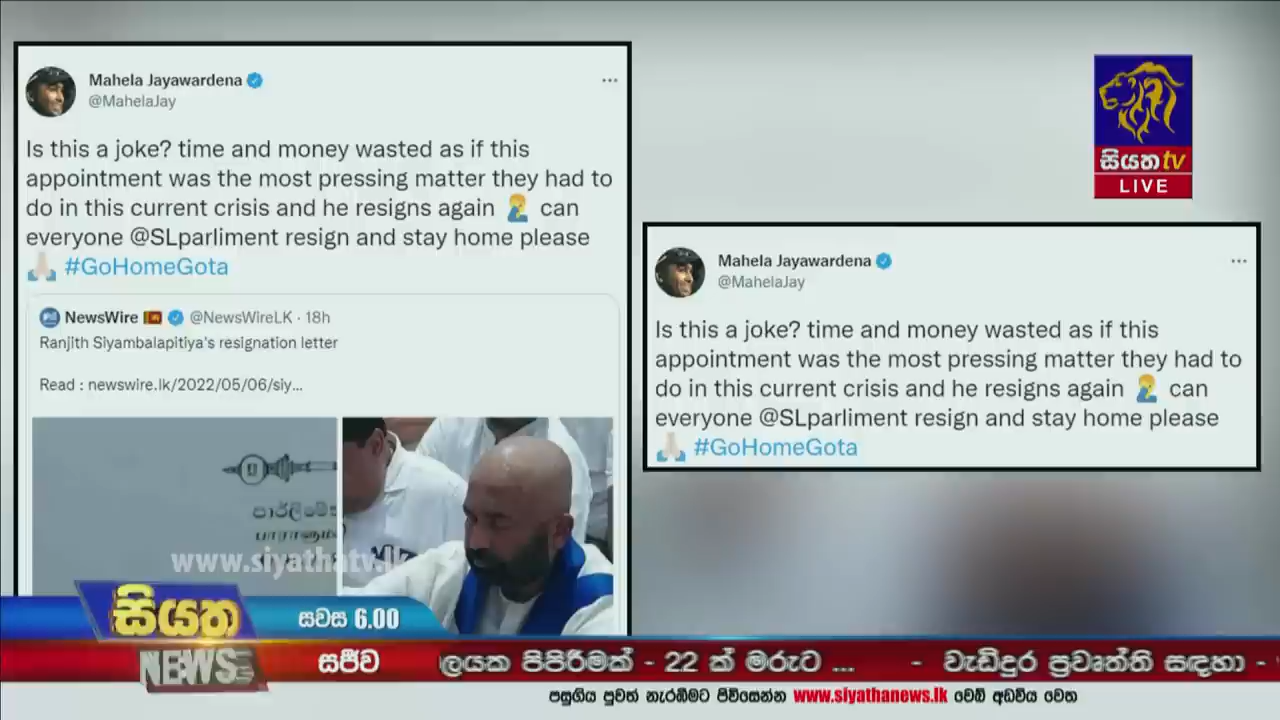 Mahela Jayawardena
@MahelaJay
Is this a joke? time and money wasted as if this
appointment was the most pressing matter they had to
do in this current crisis and he resigns again 🤦‍♂️ can
everyone @SLparliment resign and stay home please
🙏🏻 #GoHomeGota
NewsWire 🇱🇰 @NewsWireLK · 18h
Ranjith Siyambalapitiya's resignation letter
Read : newswire.lk/2022/05/06/siy...
www.siyathatv.lk
Mahela Jayawardena
@MahelaJay
Is this a joke? time and money wasted as if this
appointment was the most pressing matter they had to
do in this current crisis and he resigns again 🤦‍♂️ can
everyone @SLparliment resign and stay home please
🙏🏻 #GoHomeGota
සියත tv
LIVE
සියත
NEWS
සවස 6.00
සජීව
ලයක පිපිරීමක් - 22 ක් මරුට ... - වැඩිදුර ප්‍රවෘත්ති සඳහා -
පසුගිය පුවත් නැරඹීමට පිවිසෙන්න www.siyathanews.lk වෙබ් අඩවිය වෙත